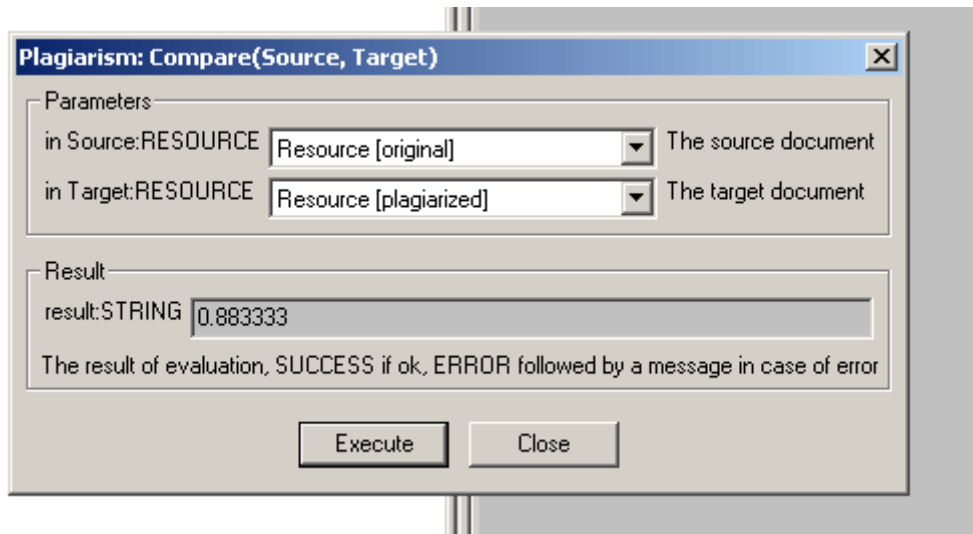 Plagiarism: Compare(Source, Target)
Parameters
in Source:RESOURCE Resource [original] The source document
in Target:RESOURCE Resource [plagiarized] The target document
Result
result:STRING 0.883333
The result of evaluation, SUCCESS if ok, ERROR followed by a message in case of error
Execute Close